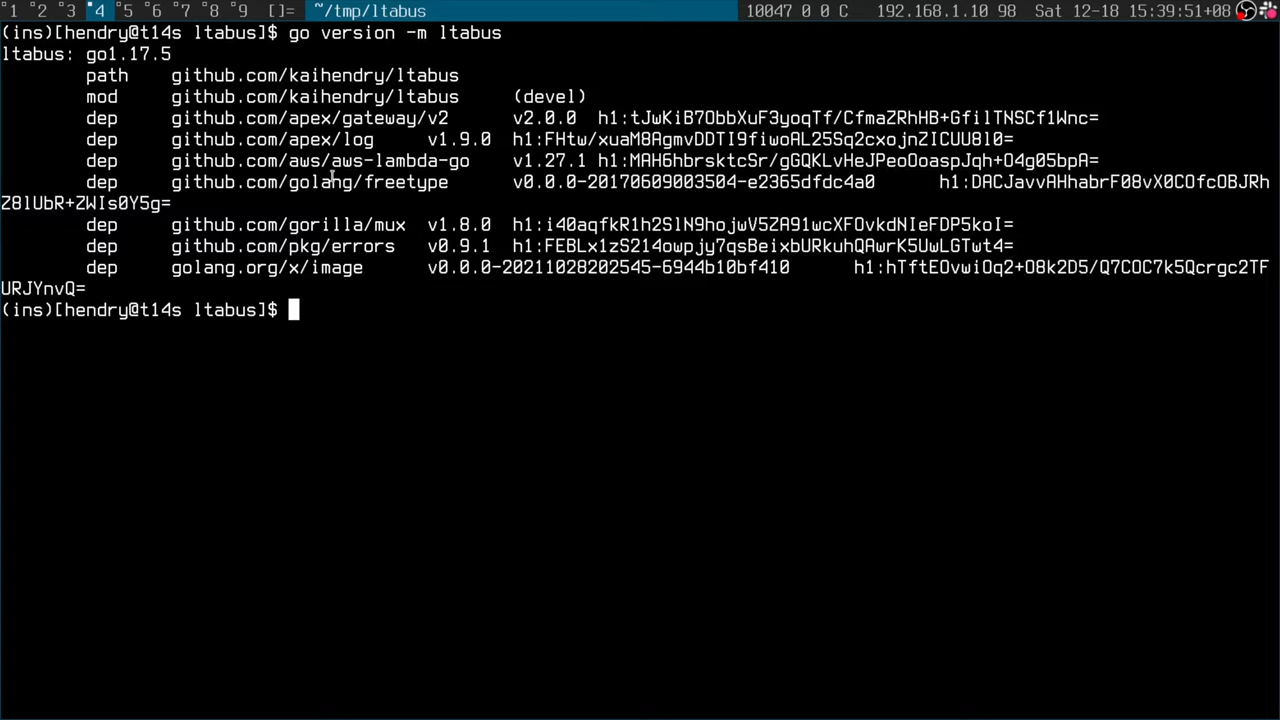 1 2 3 4 5 6 7 8 9 []= ~/tmp/ltabus 10047 0 0 C 192.168.1.10 98 Sat 12-18 15:39:51+08
(ins)[hendry@t14s ltabus]$ go version -m ltabus
ltabus: go1.17.5
path github.com/kaihendry/ltabus
mod github.com/kaihendry/ltabus (devel)
dep github.com/apex/gateway/v2 v2.0.0 h1:tJwKiB7ObbXuF3yoqTf/CfmaZRhHB+GfilTNSCf1Wnc=
dep github.com/apex/log v1.9.0 h1:FHtw/xuaM8AgmvDDTI9fiwoAL25Sq2cxojnZICUU8l0=
dep github.com/aws/aws-lambda-go v1.27.1 h1:MAH6hbrsktcSr/gGQKLvHeJPeoOoaspJqh+O4g05bpA=
dep github.com/golang/freetype v0.0.0-20170609003504-e2365dfdc4a0 h1:DACJavvAHhabrF08vX0COfcOBJRh
Z8lUbR+ZWIs0Y5g=
dep github.com/gorilla/mux v1.8.0 h1:i40aqfkR1h2SlN9hojwV5ZA91wcXFOvkdNIeFDP5koI=
dep github.com/pkg/errors v0.9.1 h1:FEBLx1zS214owpjy7qsBeixbURkuhQAwrK5UwLGTwt4=
dep golang.org/x/image v0.0.0-20211028202545-6944b10bf410 h1:hTftEOvwiOq2+O8k2D5/Q7COC7k5Qcrgc2TF
URJYnvQ=
(ins)[hendry@t14s ltabus]$